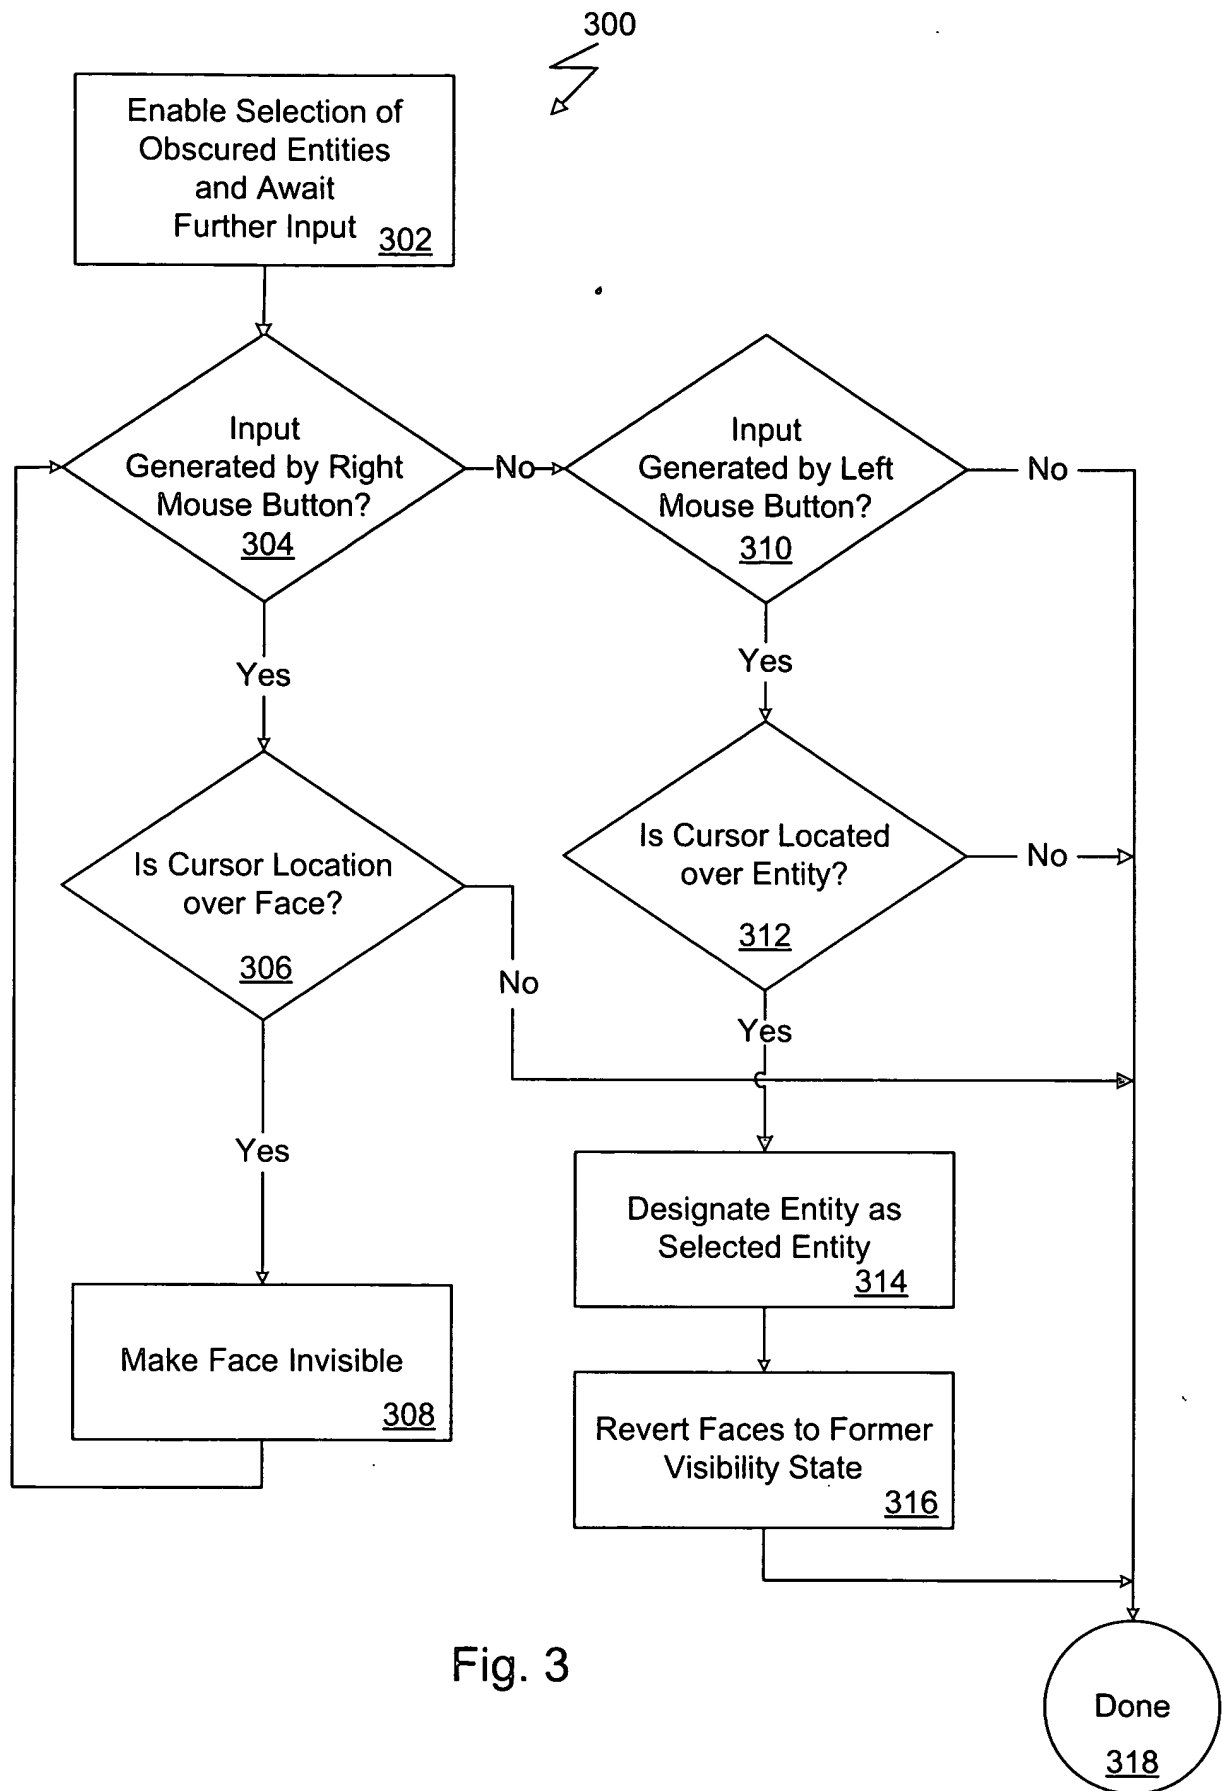 300
Enable Selection of
Obscured Entities
and Await
Further Input
302
Input
Generated by Right
Mouse Button?
304
No
Input
Generated by Left
Mouse Button?
310
No
Yes
Yes
Is Cursor Location
over Face?
306
No
Is Cursor Located
over Entity?
312
No
Yes
Yes
Designate Entity as
Selected Entity
314
Make Face Invisible
308
Revert Faces to Former
Visibility State
316
Fig. 3
Done
318